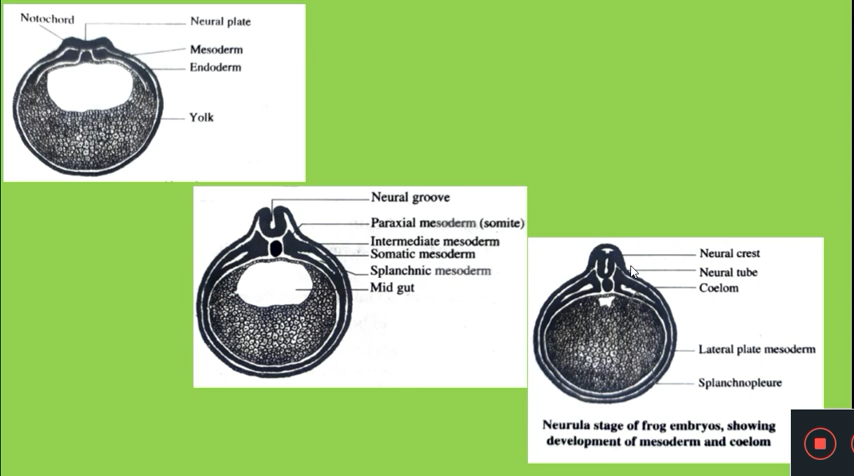 Notochord
Neural plate
Mesoderm
Endoderm
Yolk
Neural groove
Paraxial mesoderm (somite)
Intermediate mesoderm
Somatic mesoderm
Splanchnic mesoderm
Mid gut
Neural crest
Neural tube
Coelom
Lateral plate mesoderm
Splanchnopleure
Neurula stage of frog embryos, showing
development of mesoderm and coelom